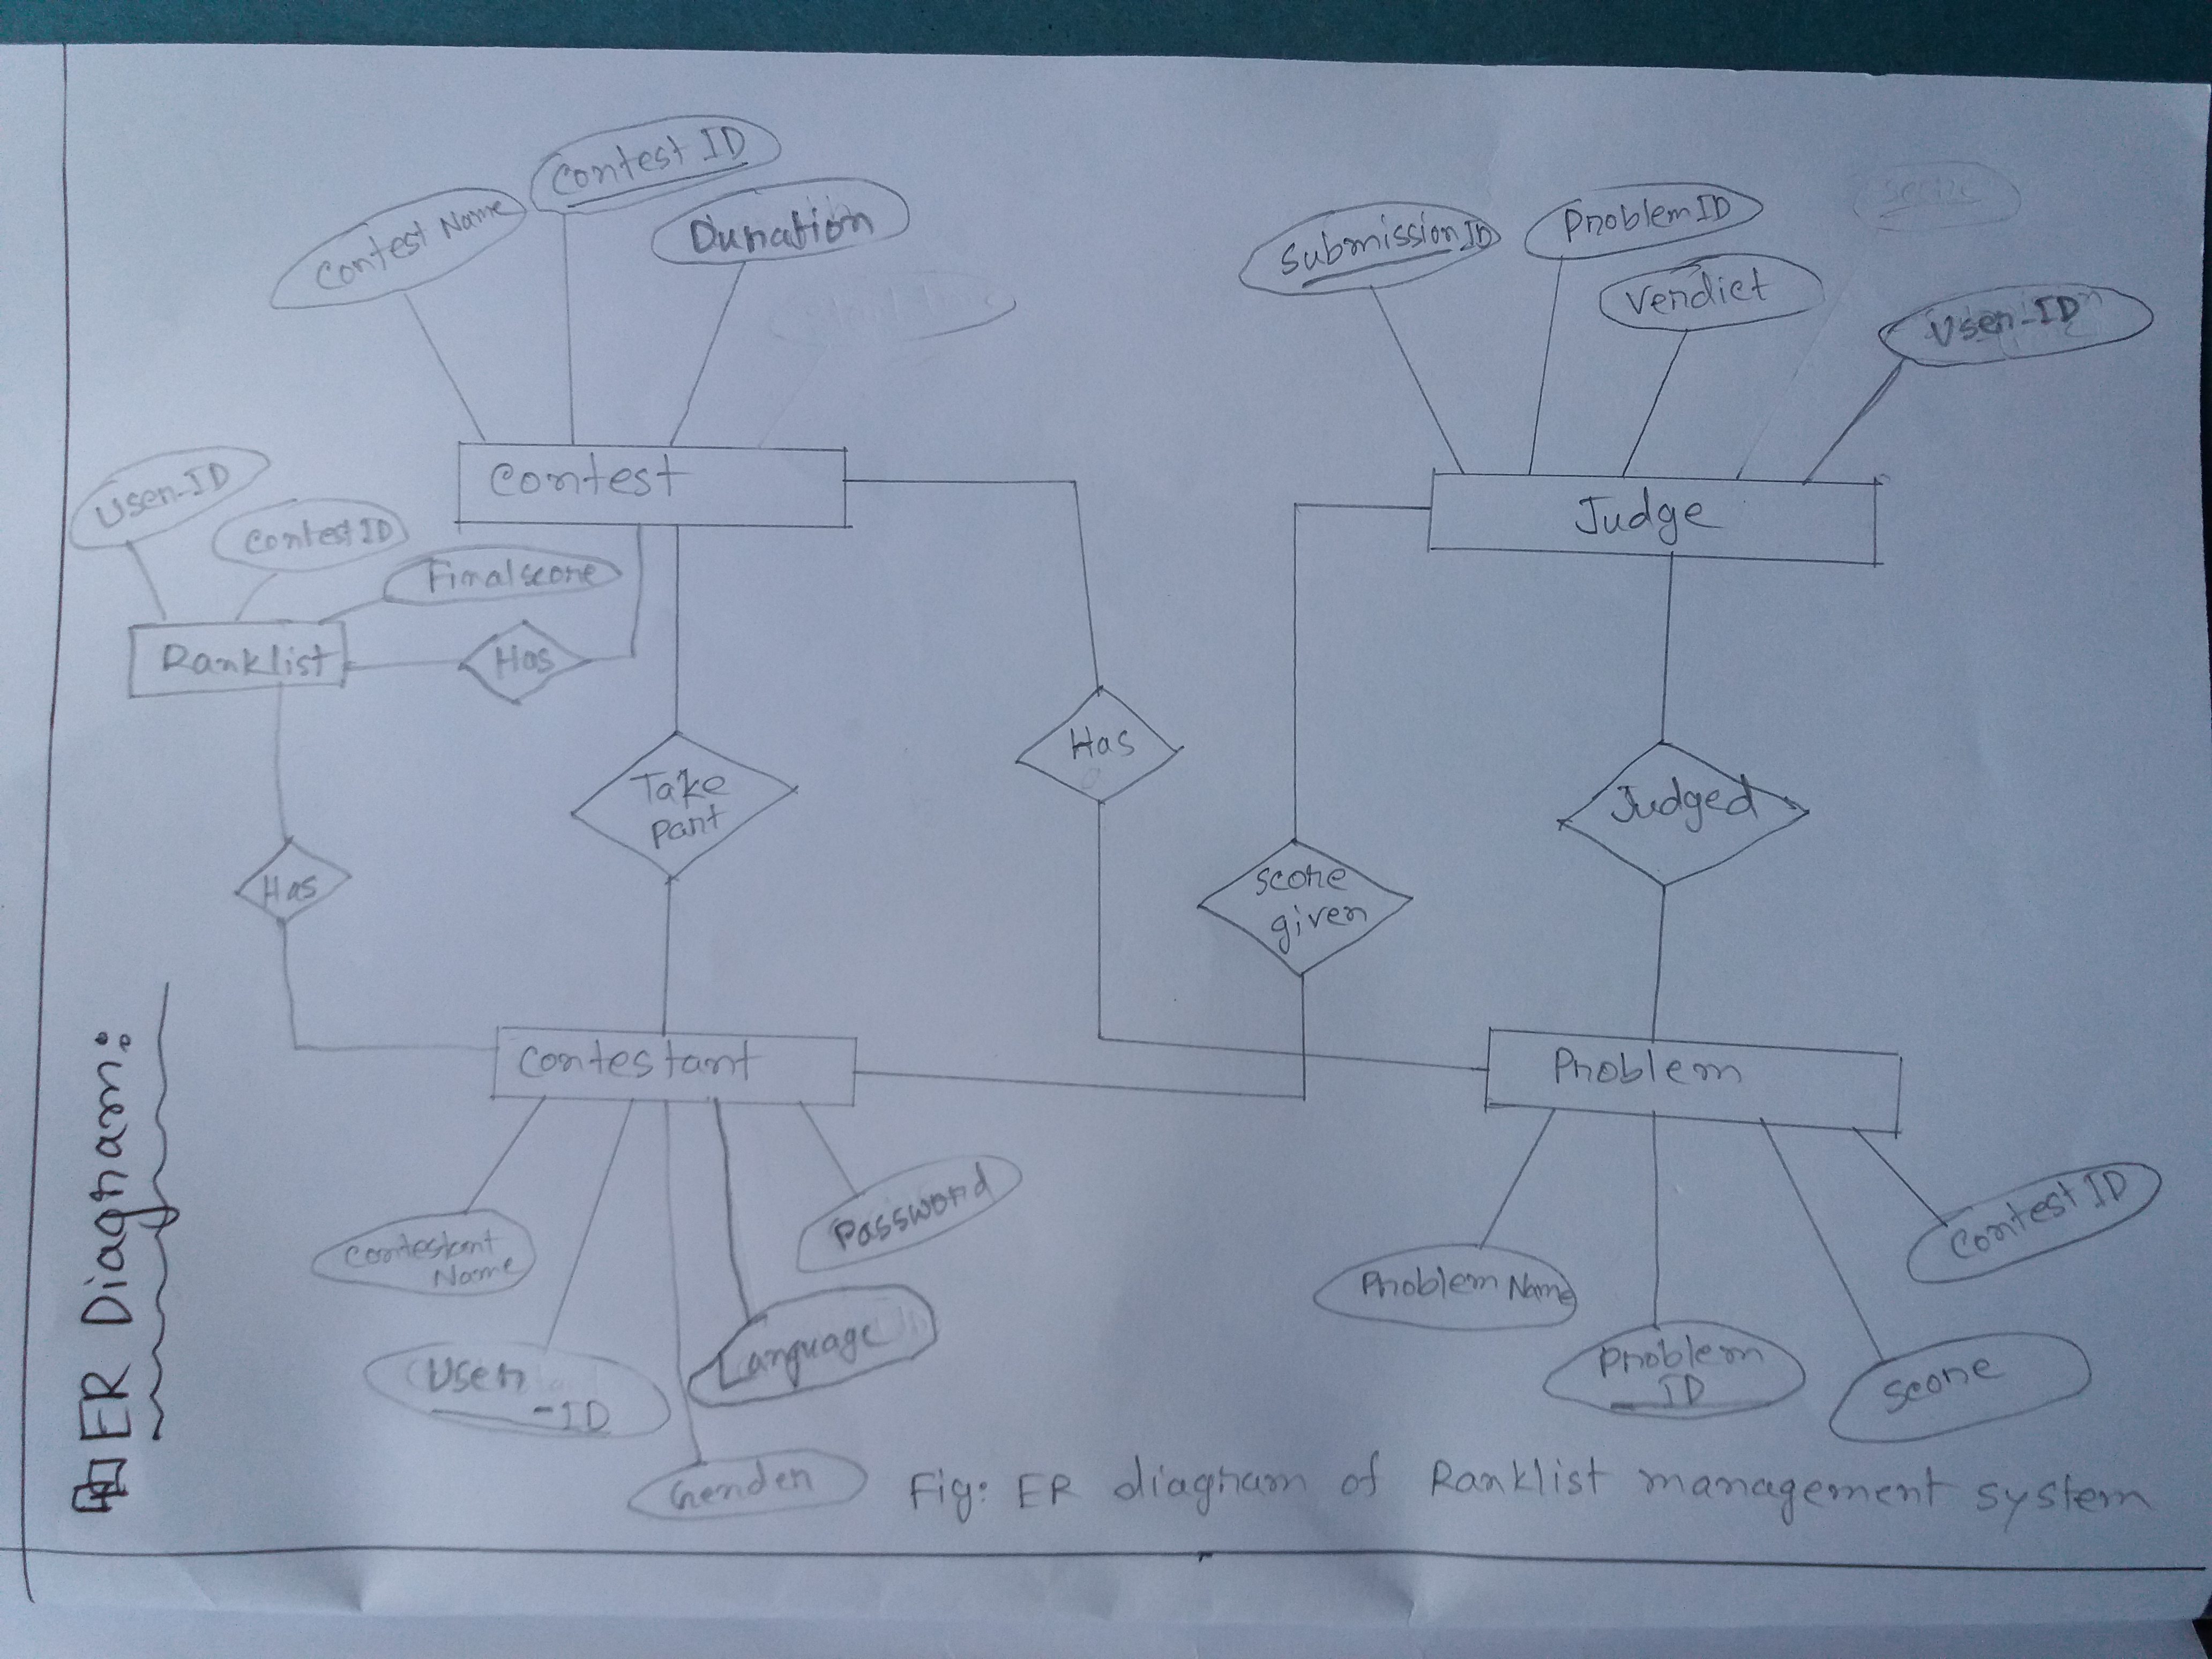 ER Diagram:
User-ID
Contest ID
Finalscore
Ranklist
Contest Name
Contest ID
Duration
Contest
Has
Has
Take
Part
Contestant
Contestant
Name
User
-ID
Gender
Language
Password
Has
Score
given
Submission ID
Problem ID
Verdict
User-ID
Judge
Judged
Problem
Problem Name
Problem
ID
Score
Contest ID
Fig: ER diagram of Ranklist management system